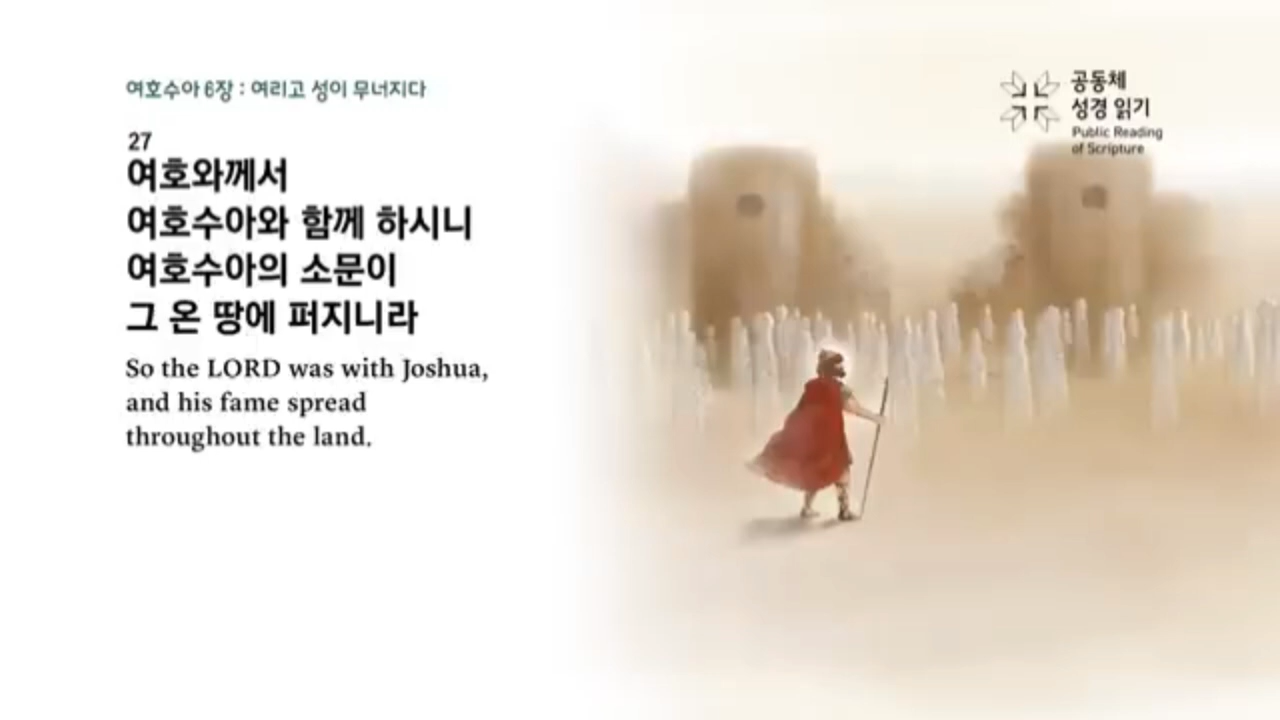 여호수아 6장 : 여리고 성이 무너지다
27
여호와께서
여호수아와 함께 하시니
여호수아의 소문이
그 온 땅에 퍼지니라
So the LORD was with Joshua,
and his fame spread
throughout the land.
공동체
성경 읽기
Public Reading
of Scripture